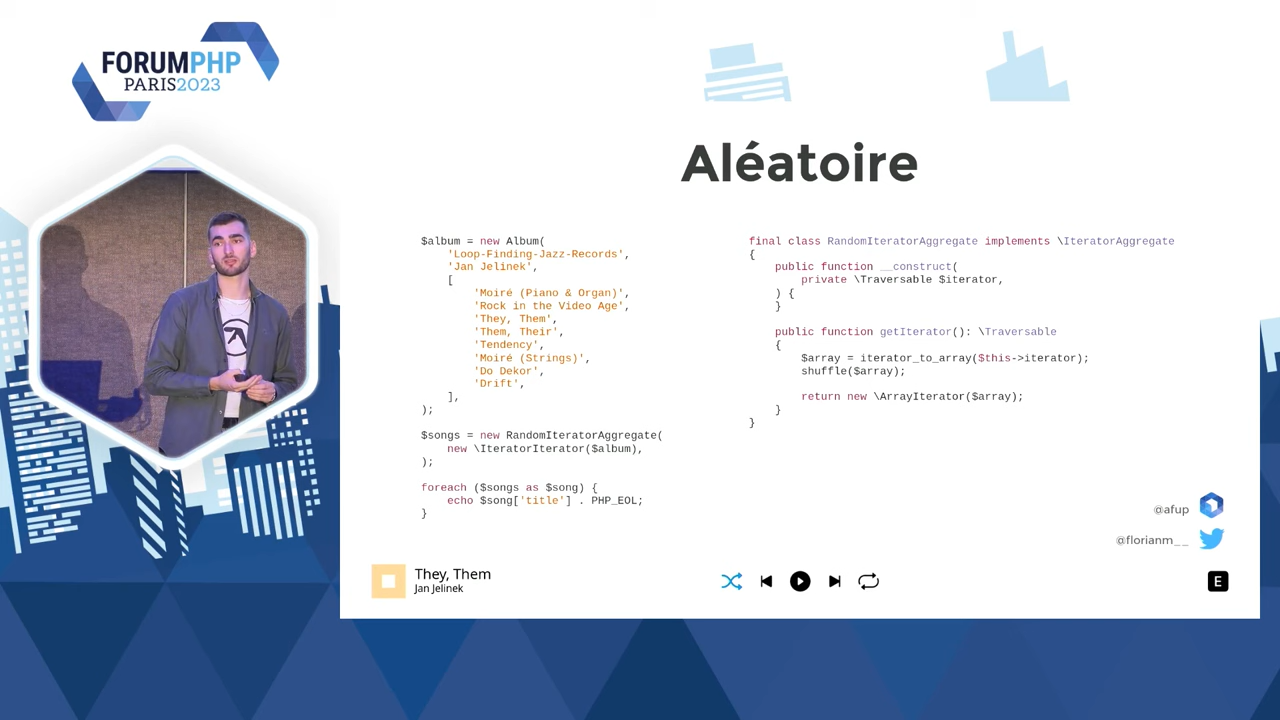 FORUMPHP
PARIS2023
Aléatoire
$album = new Album(
    'Loop-Finding-Jazz-Records',
    'Jan Jelinek',
    [
        'Moiré (Piano & Organ)',
        'Rock in the Video Age',
        'They, Them',
        'Them, Their',
        'Tendency',
        'Moiré (Strings)',
        'Do Dekor',
        'Drift',
    ],
);
$songs = new RandomIteratorAggregate(
    new \IteratorIterator($album),
);
foreach ($songs as $song) {
    echo $song['title'] . PHP_EOL;
}
final class RandomIteratorAggregate implements \IteratorAggregate
{
    public function __construct(
        private \Traversable $iterator,
    ) {
    }
    public function getIterator(): \Traversable
    {
        $array = iterator_to_array($this->iterator);
        shuffle($array);
        return new \ArrayIterator($array);
    }
}
@afup
@florianm__
They, Them
Jan Jelinek
E